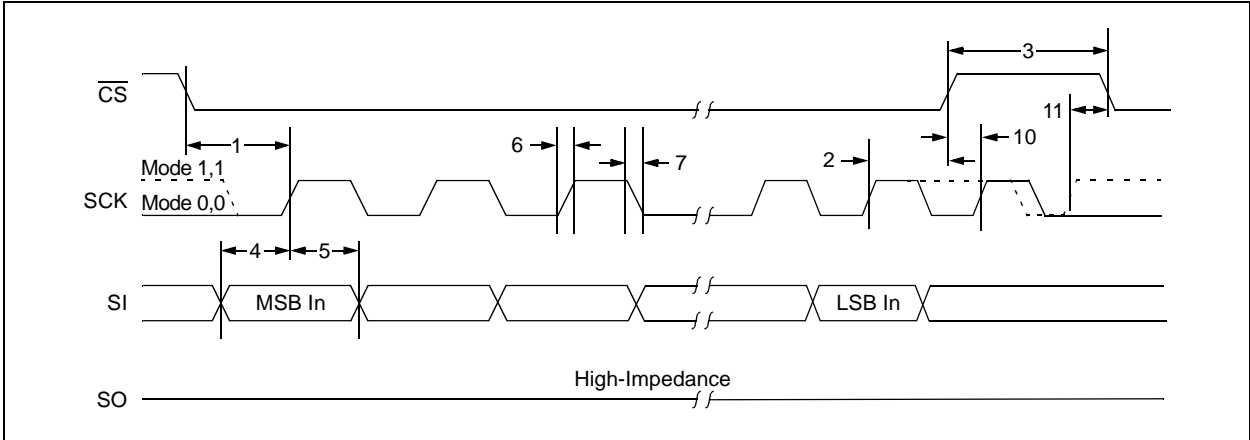 3
CS
11
1
6
7
2
10
Mode 1,1
SCK
Mode 0,0
4
5
SI
MSB In
LSB In
High-Impedance
SO